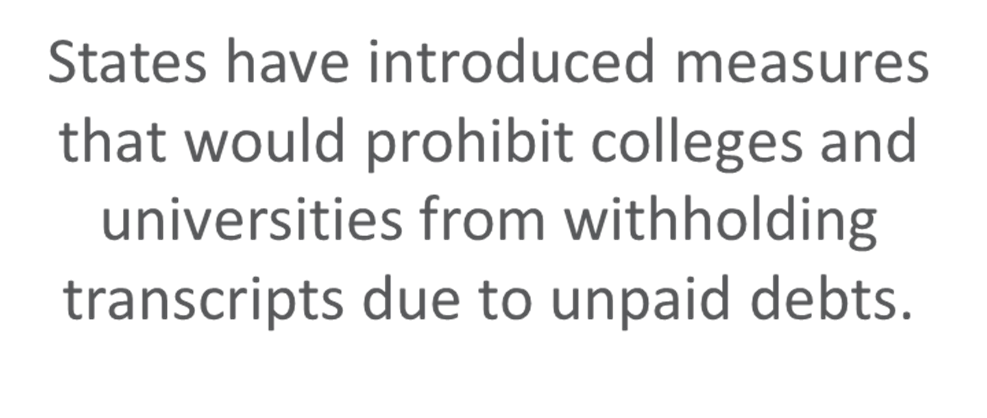 States have introduced measures
that would prohibit colleges and
universities from withholding
transcripts due to unpaid debts.